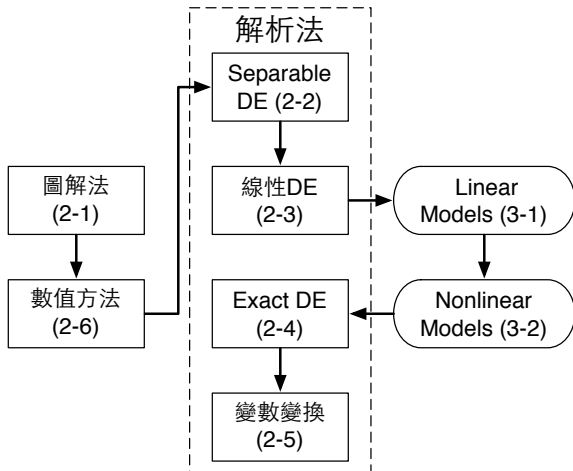 解析法
Separable
DE (2-2)
圖解法
(2-1)
線性DE
(2-3)
Linear
Models (3-1)
數值方法
(2-6)
Exact DE
(2-4)
Nonlinear
Models (3-2)
變數變換
(2-5)